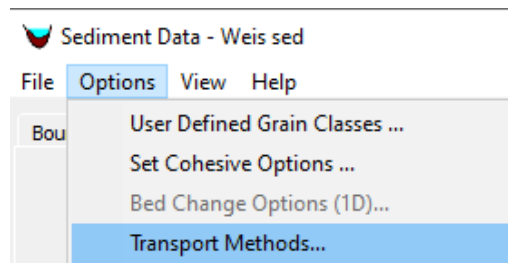 Sediment Data - Weis sed
File Options View Help
Bou
User Defined Grain Classes ...
Set Cohesive Options ...
Bed Change Options (1D)...
Transport Methods...